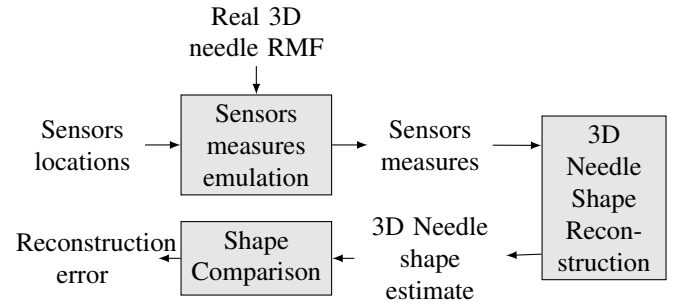 Real 3D
needle RMF
Sensors
locations
Sensors
measures
emulation
Sensors
measures
3D
Needle
Shape
Recon-
struction
3D Needle
shape
estimate
Shape
Comparison
Reconstruction
error